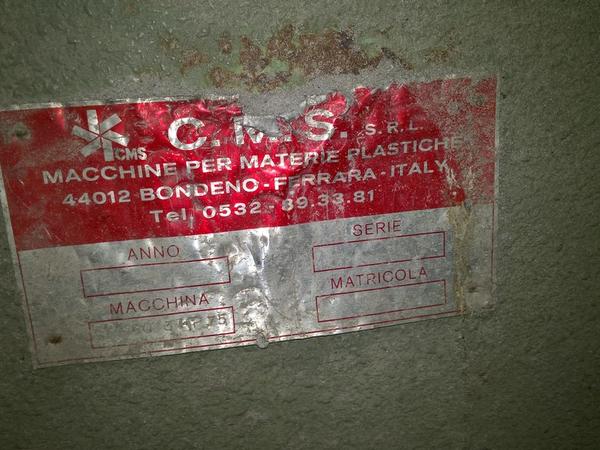 CMS
C.M.S. S.R.L.
MACCHINE PER MATERIE PLASTICHE
44012 BONDENO - FERRARA - ITALY
Tel. 0532 - 89.33.81
ANNO
SERIE
MACCHINA
MATRICOLA